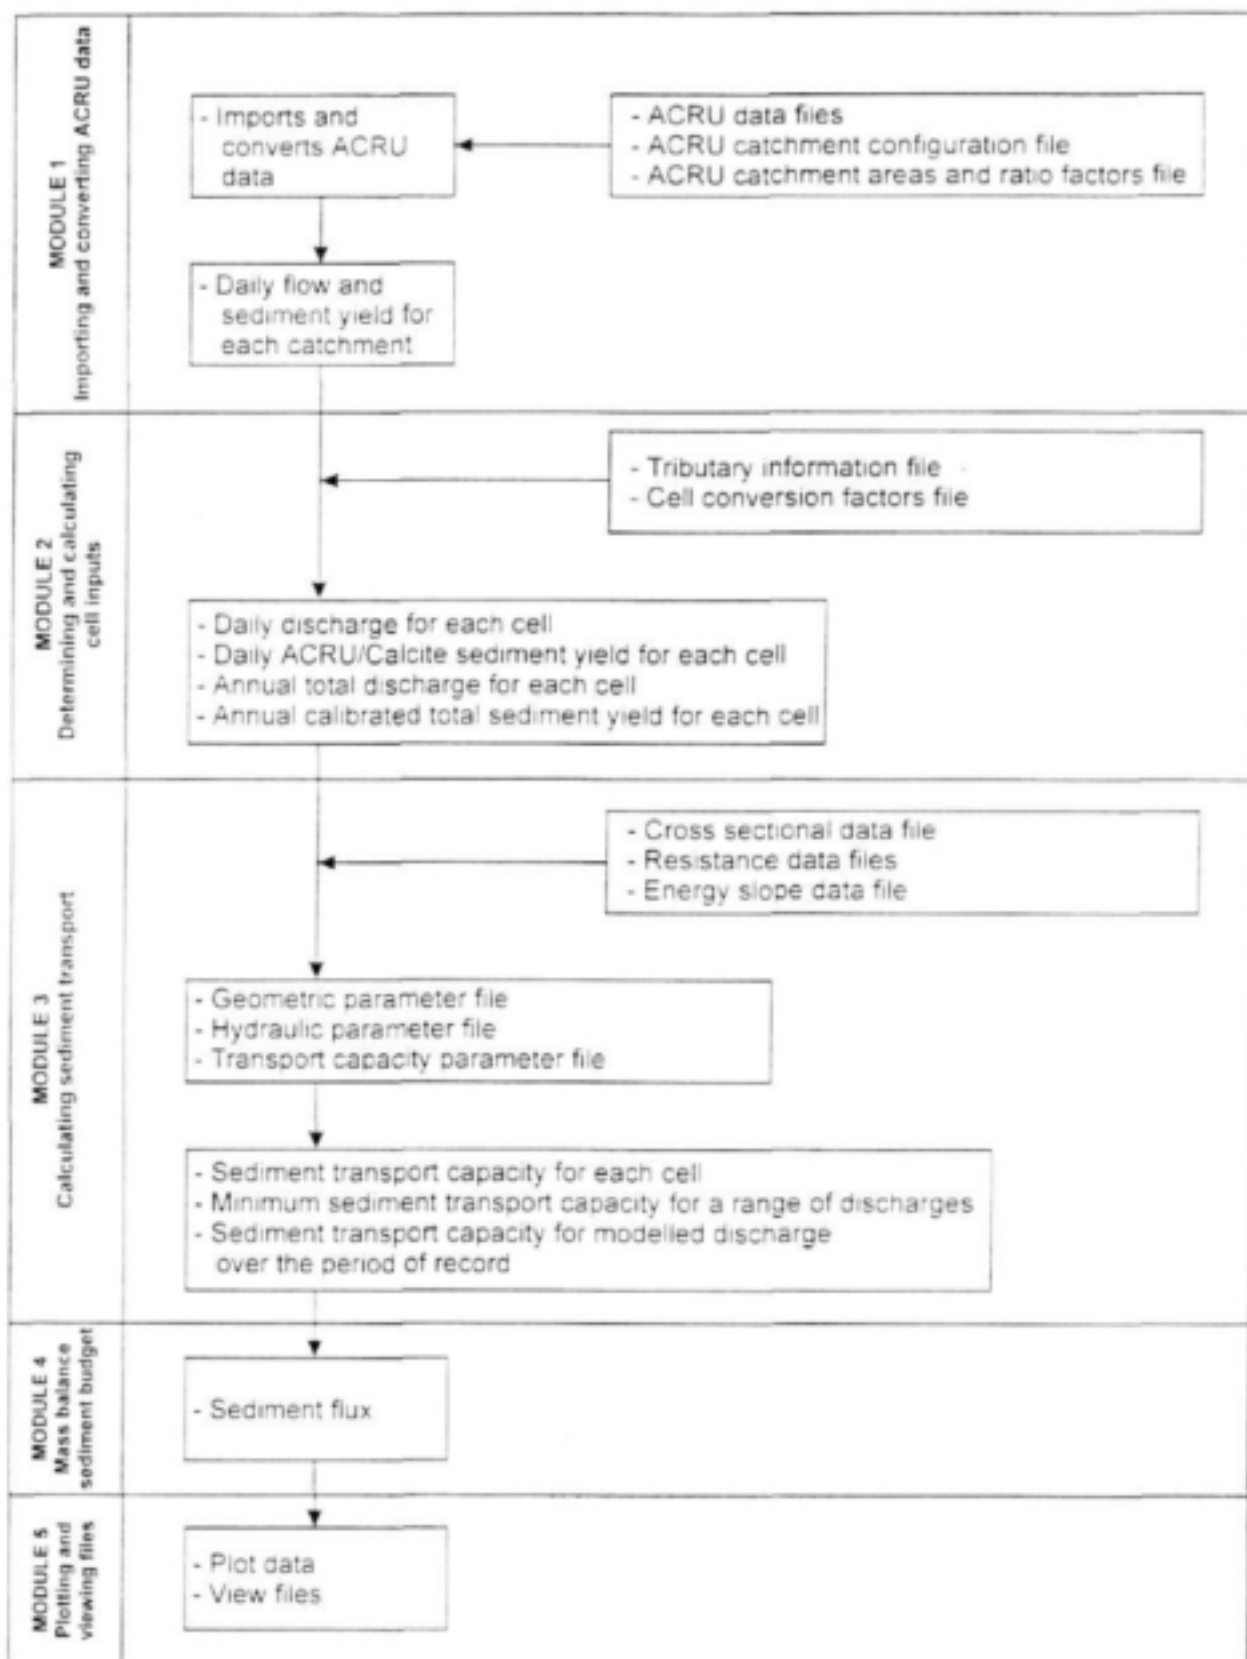 MODULE 1
Importing and converting ACRU data
- Imports and
converts ACRU
data
- ACRU data files
- ACRU catchment configuration file
- ACRU catchment areas and ratio factors file
- Daily flow and
sediment yield for
each catchment
MODULE 2
Determining and calculating
cell inputs
- Tributary information file
- Cell conversion factors file
- Daily discharge for each cell
- Daily ACRU/Calcite sediment yield for each cell
- Annual total discharge for each cell
- Annual calibrated total sediment yield for each cell
MODULE 3
Calculating sediment transport
- Cross sectional data file
- Resistance data files
- Energy slope data file
- Geometric parameter file
- Hydraulic parameter file
- Transport capacity parameter file
- Sediment transport capacity for each cell
- Minimum sediment transport capacity for a range of discharges
- Sediment transport capacity for modelled discharge
over the period of record
MODULE 4
Mass balance
sediment budget
- Sediment flux
MODULE 5
Plotting and
viewing files
- Plot data
- View files